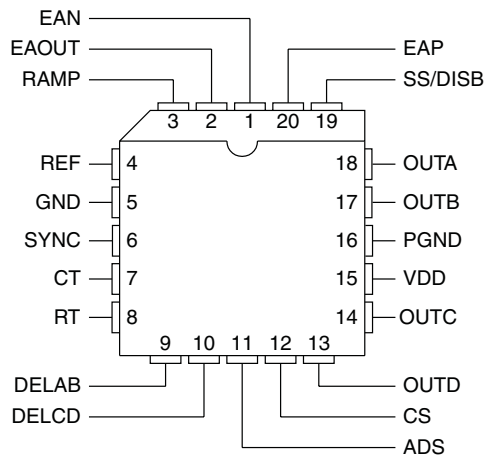 EAN
EAOUT
EAP
RAMP
SS/DISB
3 2 1 20 19
REF 4 18 OUTA
GND 5 17 OUTB
SYNC 6 16 PGND
CT 7 15 VDD
RT 8 14 OUTC
9 10 11 12 13
DELAB
OUTD
DELCD
CS
ADS